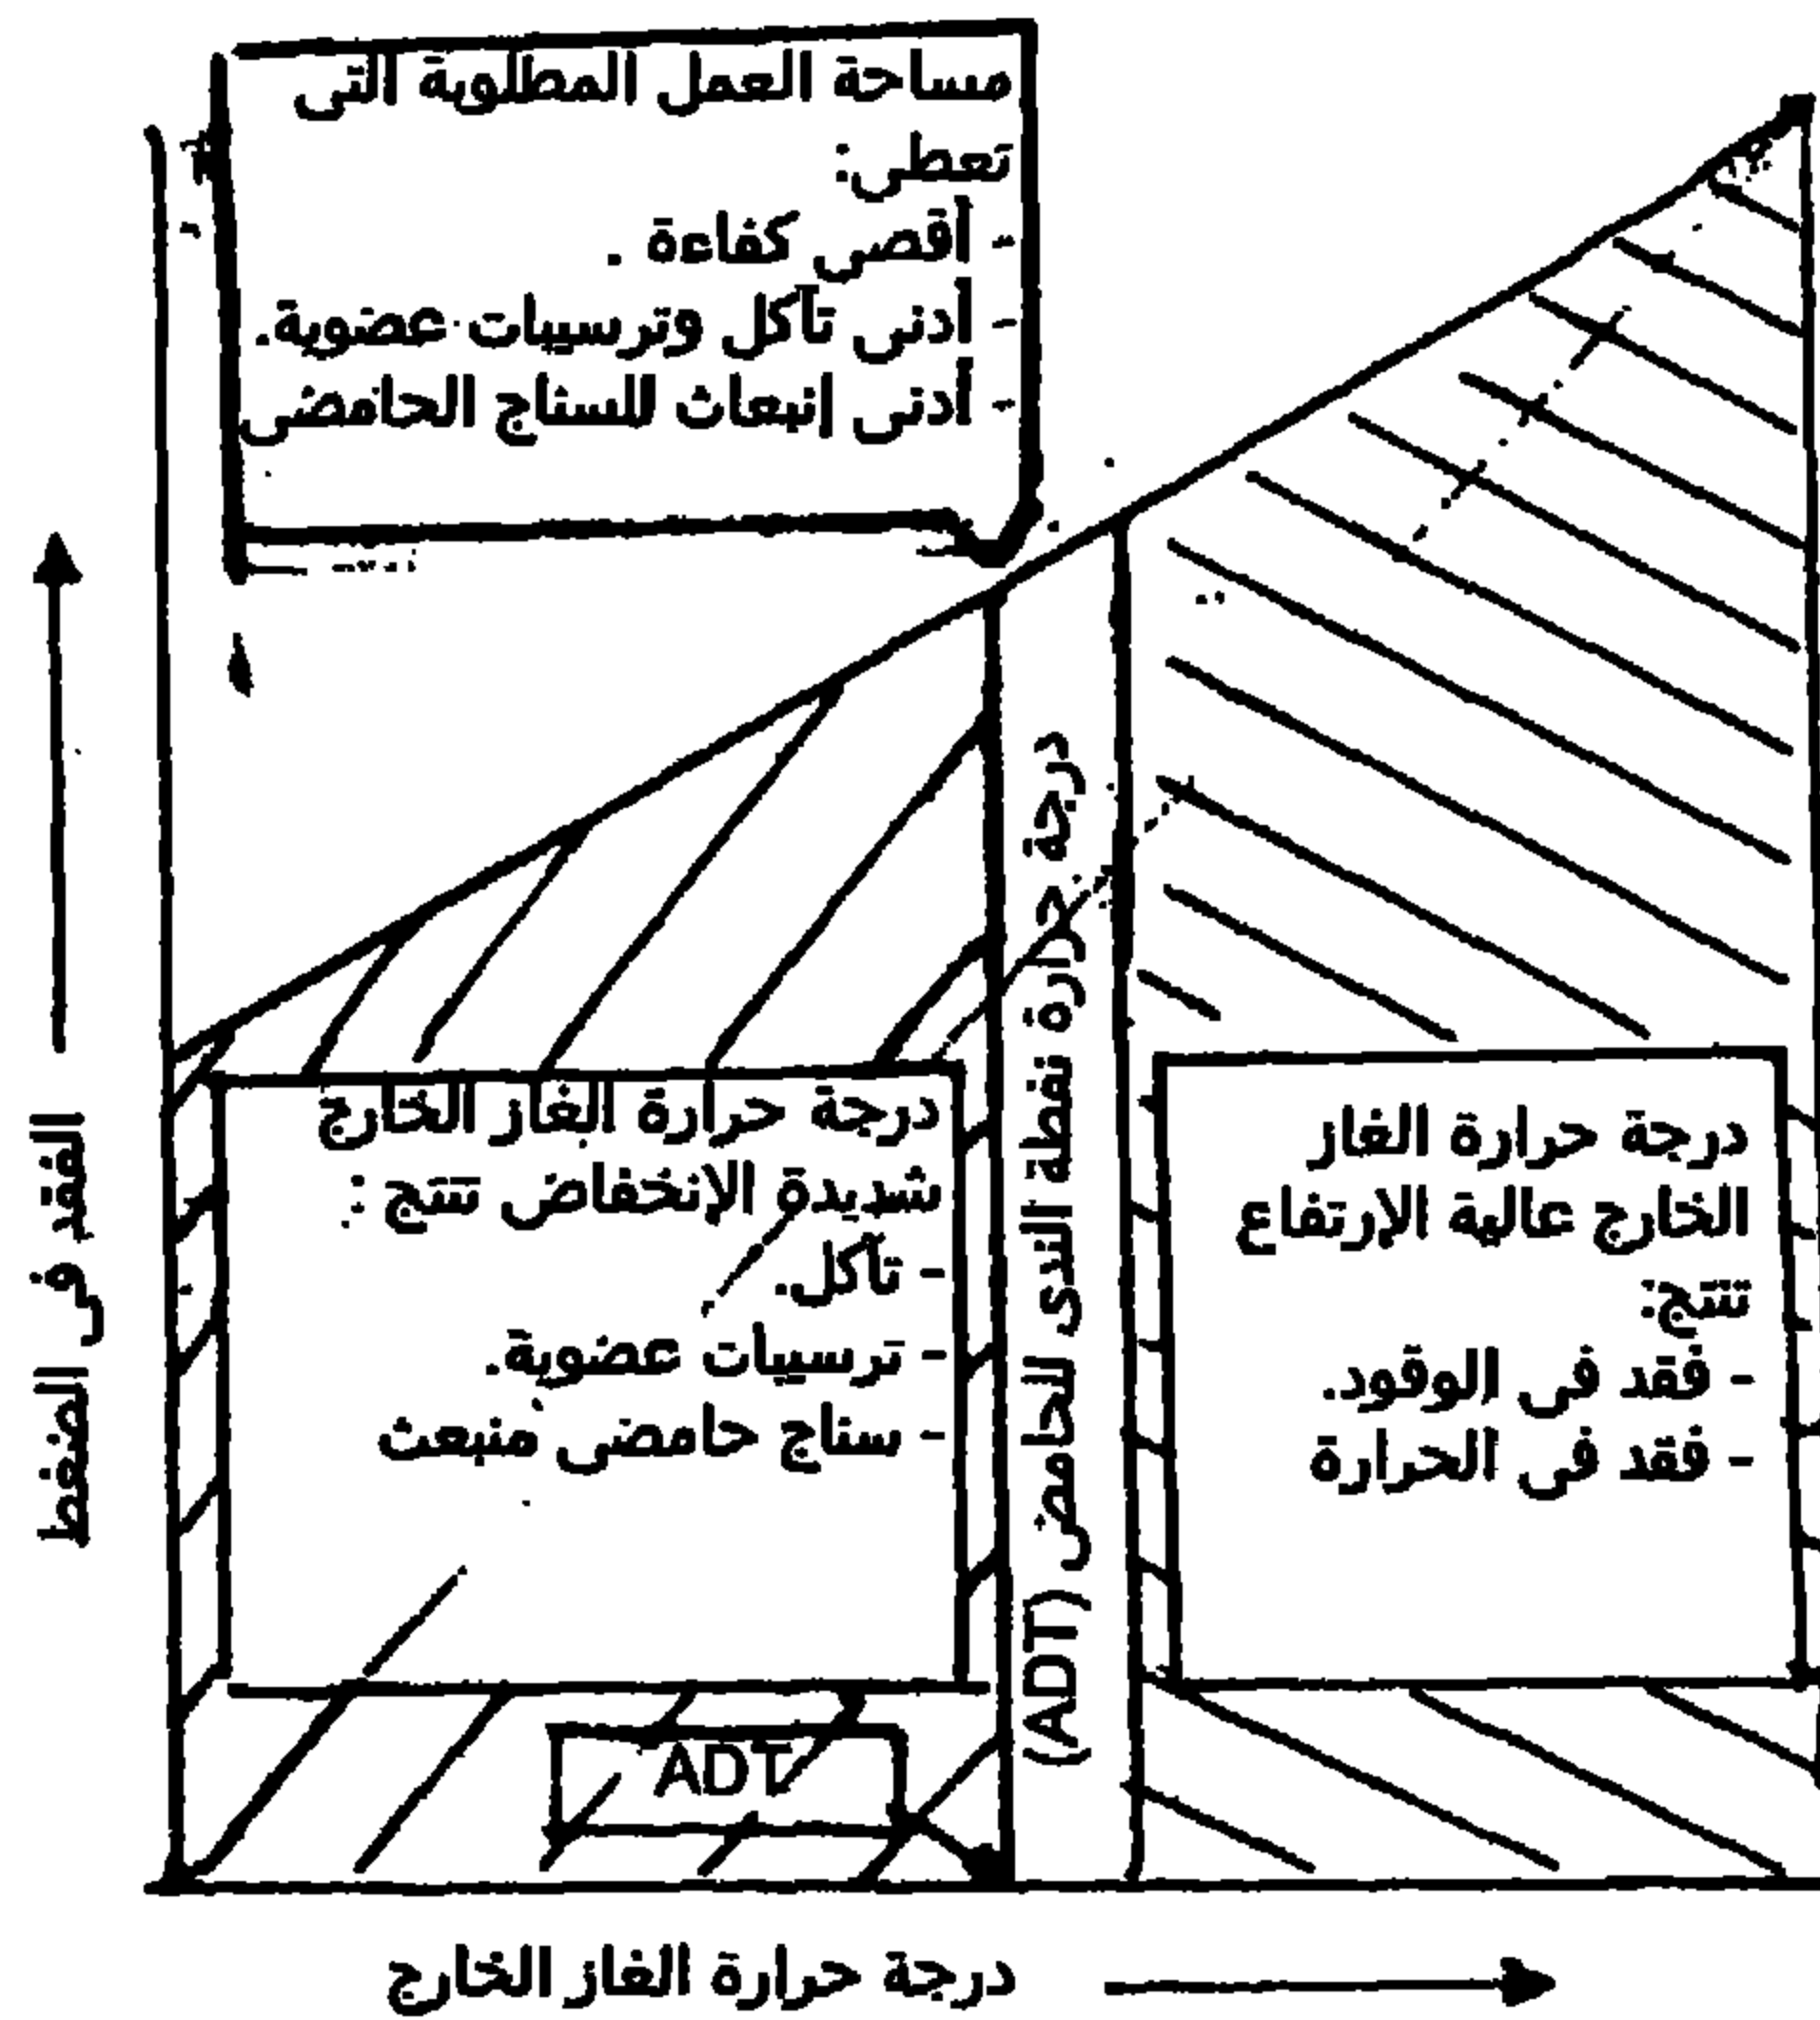 مساحة العمل المطلوبة التى
تعطى:
- أقصى كفاءة .
- أدنى تآكل وترسيبات عضوية.
- أدنى إنبعاث للسناج الحامضى
درجة حرارة نقطة الندى للحامض (ADT)
درجة حرارة الغاز
الخارج عالية الإرتفاع
تنتج:
- فقد فى الوقود.
- فقد فى الحرارة
درجة حرارة الغاز الخارج
شديدة الإنخفاض تنتج :
- تآكل.
- ترسيبات عضوية.
- سناج حامضى منبعث
ADT
الفقد فى الضغط
درجة حرارة الغاز الخارج